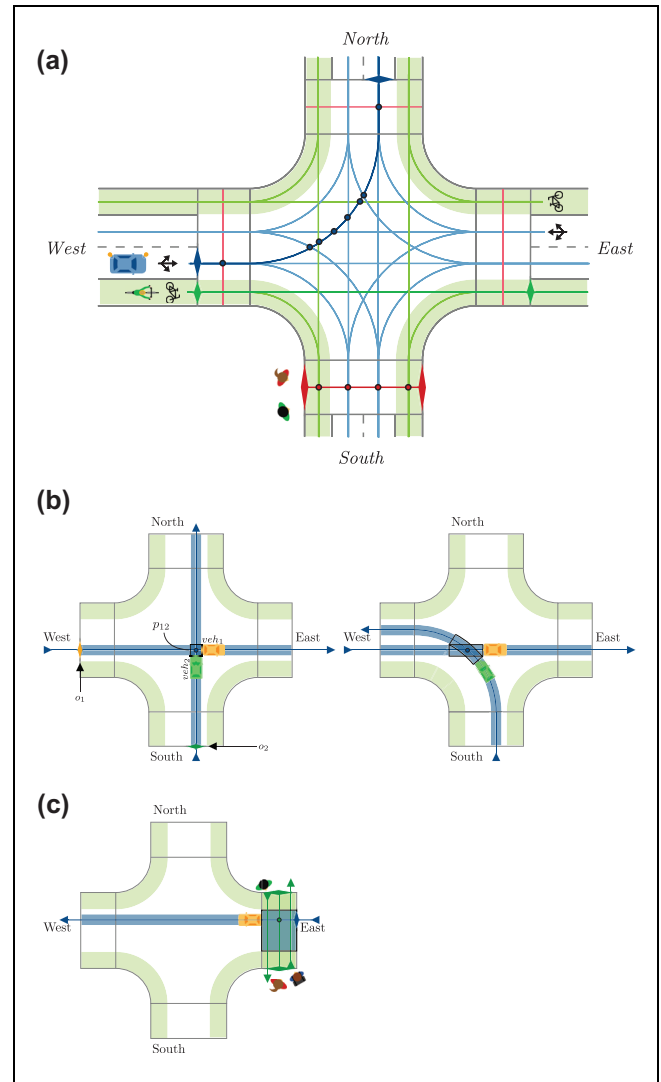 (a)
North
West
East
South
(b)
North
p12
veh1
West
East
veh2
o1
o2
South
North
West
East
South
(c)
North
West
East
South